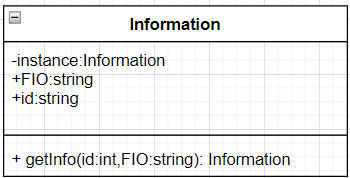 Information
-instance:Information
+FIO:string
+id:string
+ getInfo(id:int,FIO:string): Information